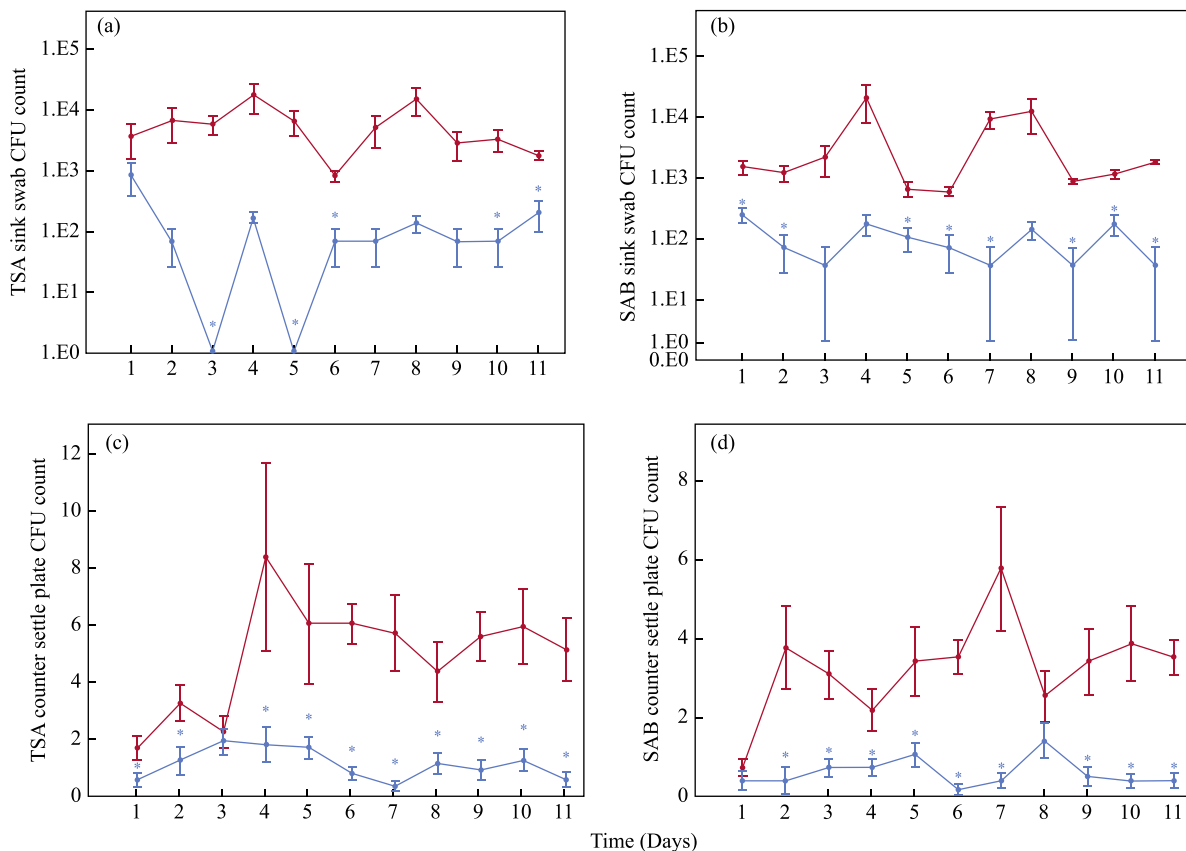 (a)
TSA sink swab CFU count
1.E5
1.E4
1.E3
1.E2
1.E1
1.E0
* * * * *
1 2 3 4 5 6 7 8 9 10 11
(b)
SAB sink swab CFU count
1.E5
1.E4
1.E3
1.E2
1.E1
1.E0
0.E0
* * * * * * * *
1 2 3 4 5 6 7 8 9 10 11
(c)
TSA counter settle plate CFU count
12
10
8
6
4
2
0
* * * * * * * * * *
1 2 3 4 5 6 7 8 9 10 11
(d)
SAB counter settle plate CFU count
8
6
4
2
0
* * * * * * * * *
1 2 3 4 5 6 7 8 9 10 11
Time (Days)